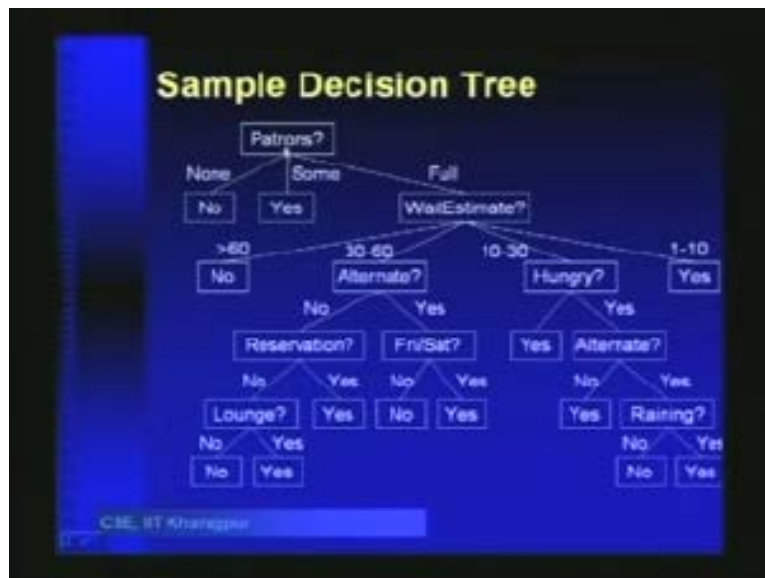 Sample Decision Tree
Patrons?
None Some Full
No Yes WaitEstimate?
>60 30-60 10-30 1-10
No Alternate? Hungry? Yes
No Yes Yes
Reservation? Fri/Sat? Yes Alternate?
No Yes No Yes No Yes
Lounge? Yes No Yes Yes Raining?
No Yes No Yes
No Yes No Yes
CSE, IIT Kharagpur